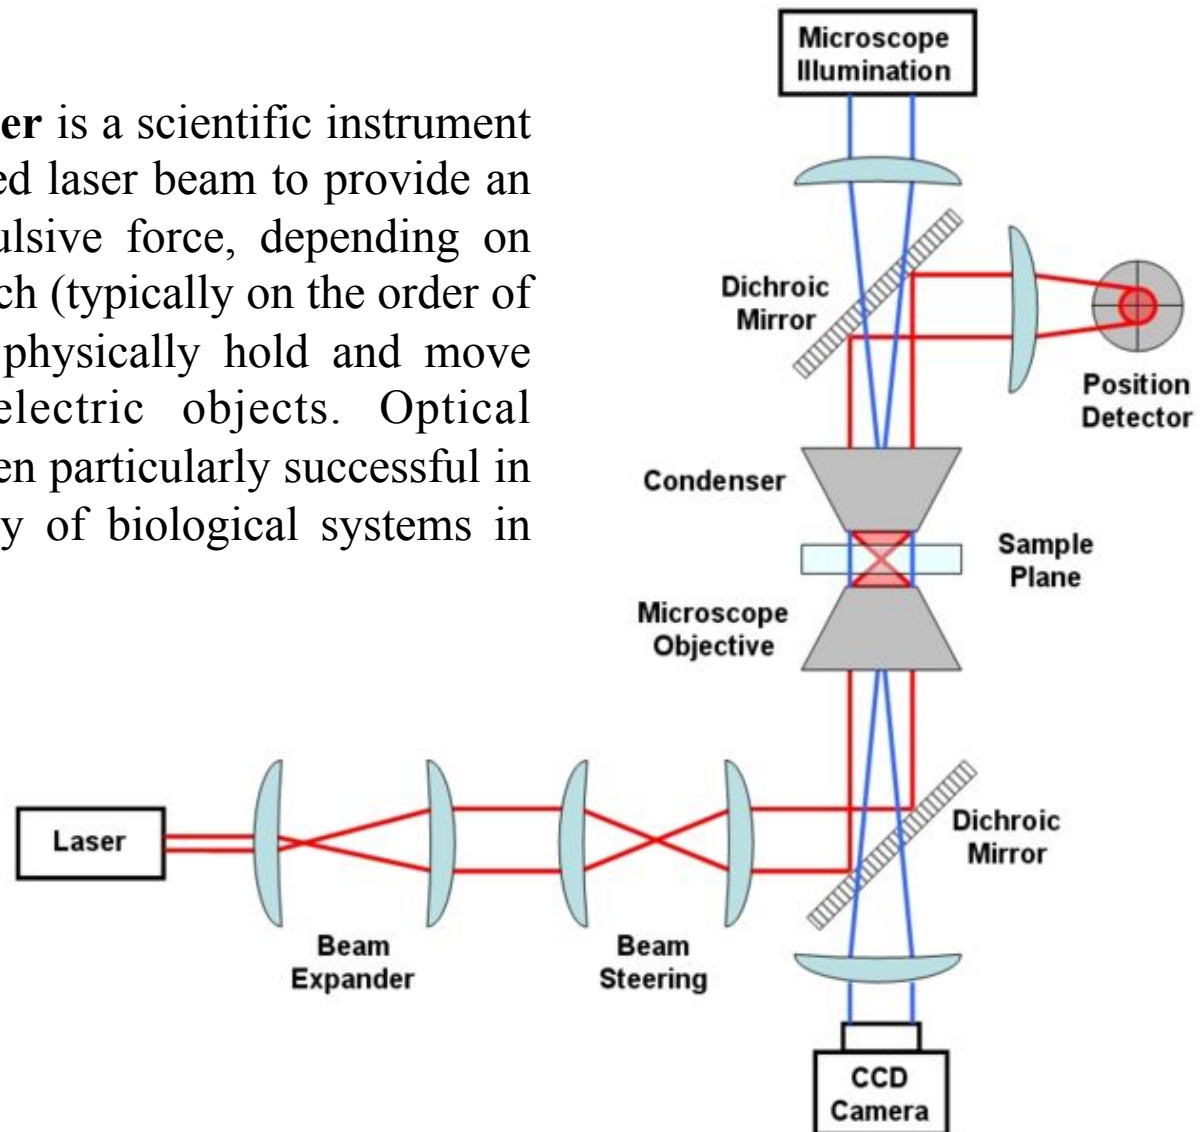 er is a scientific instrument
ed laser beam to provide an
ulsive force, depending on
ch (typically on the order of
physically hold and move
electric objects. Optical
en particularly successful in
y of biological systems in
Microscope
Illumination
Dichroic
Mirror
Position
Detector
Condenser
Sample
Plane
Microscope
Objective
Laser
Dichroic
Mirror
Beam
Expander
Beam
Steering
CCD
Camera